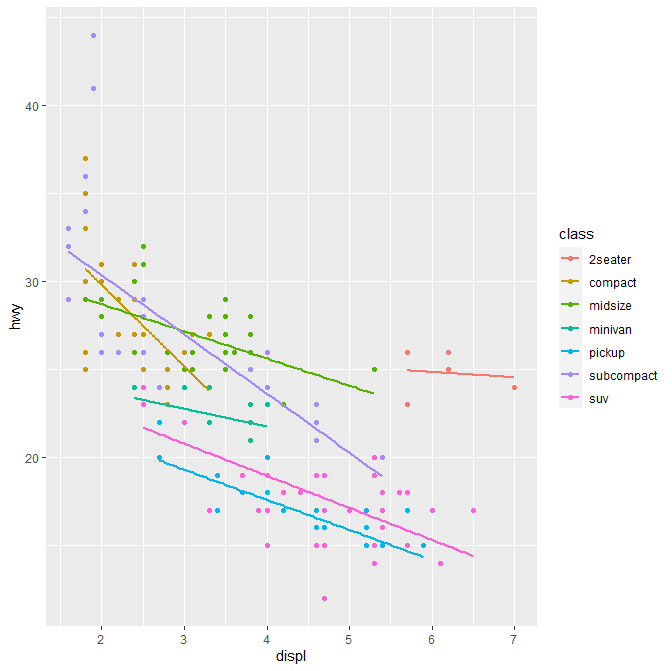 hwy
40
30
20
2
3
4
5
6
7
displ
class
2seater
compact
midsize
minivan
pickup
subcompact
suv